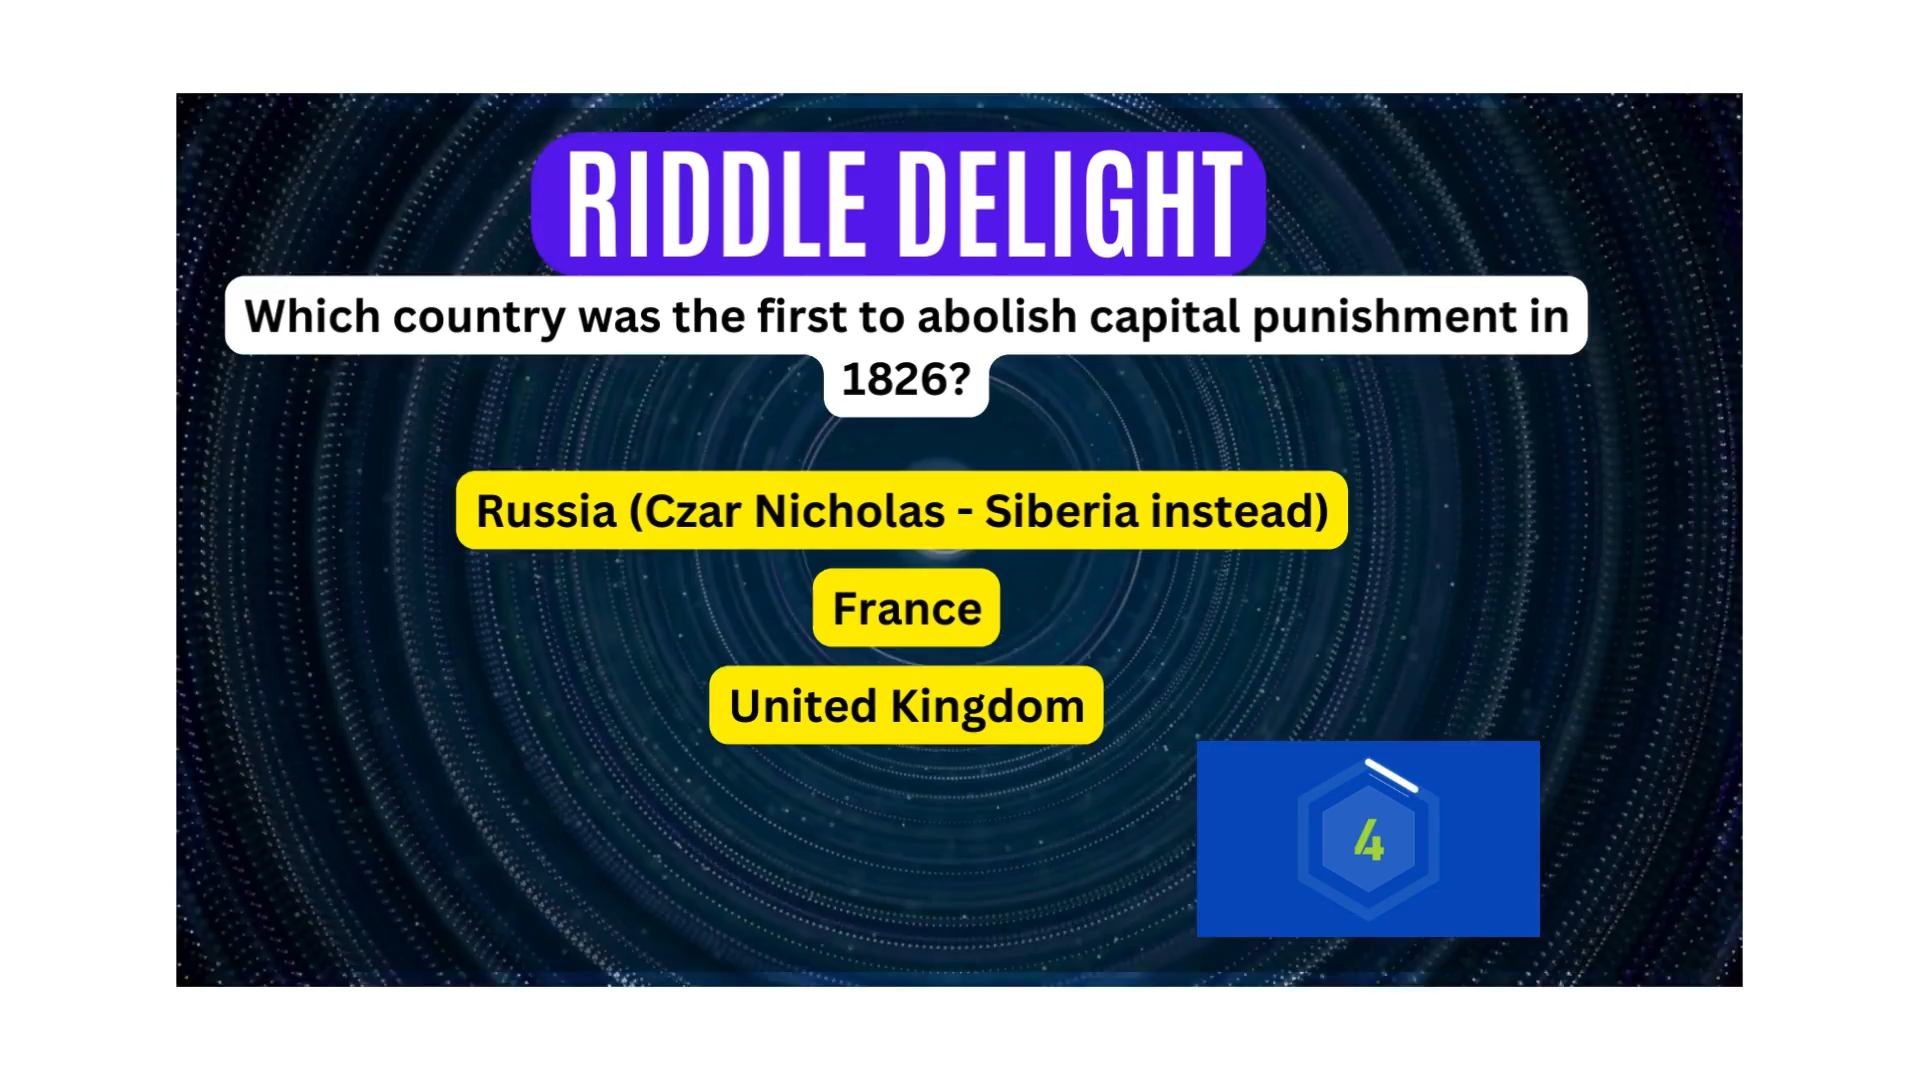 RIDDLE DELIGHT
Which country was the first to abolish capital punishment in
1826?
Russia (Czar Nicholas - Siberia instead)
France
United Kingdom
4